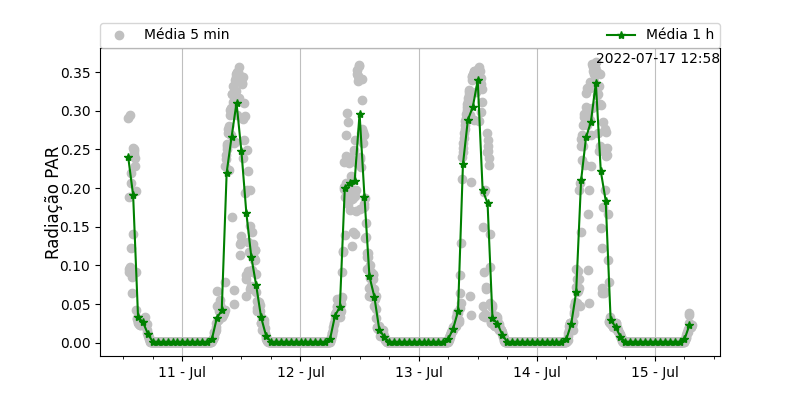 Média 5 min
Média 1 h
2022-07-17 12:58
Radiação PAR
0.35
0.30
0.25
0.20
0.15
0.10
0.05
0.00
11 - Jul
12 - Jul
13 - Jul
14 - Jul
15 - Jul